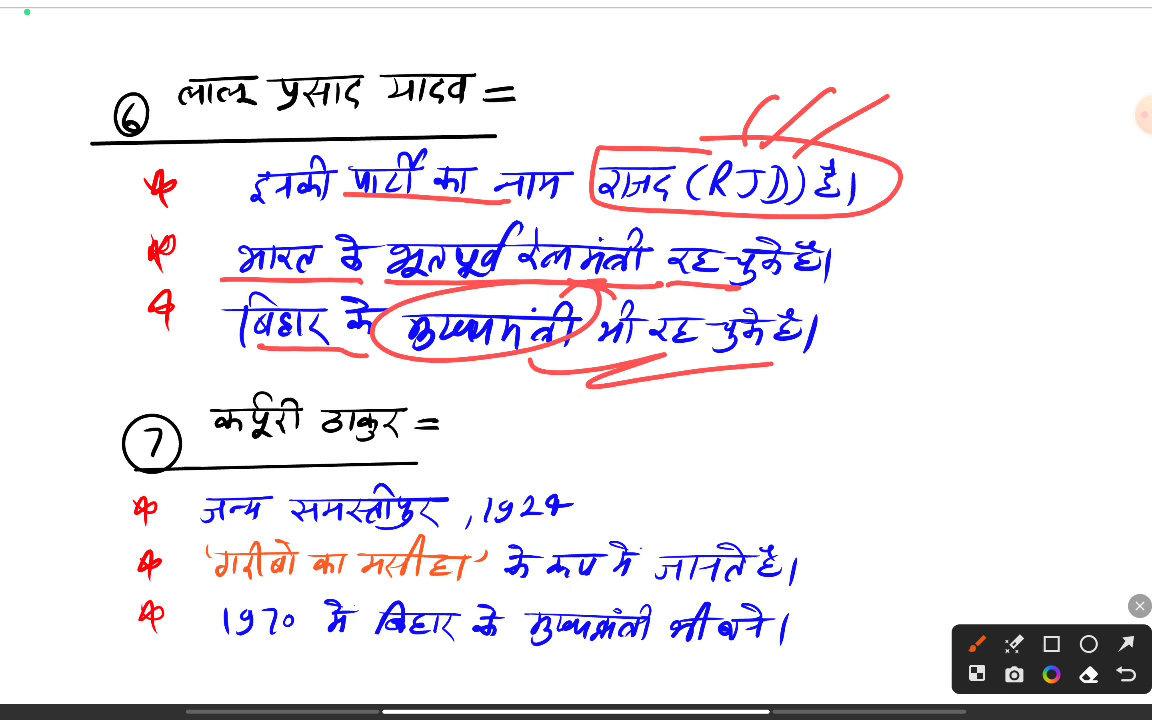 ⑥ लालू प्रसाद यादव =
* इनकी पार्टी का नाम राजद (RJD) है।
* भारत के भूतपूर्व रेलमंत्री रह चुके है।
* बिहार के मुख्यमंत्री भी रह चुके है।
⑦ कर्पूरी ठाकुर =
* जन्म समस्तीपुर, 1924
* 'गरीबो का मसीहा' के रूप मे जानते है।
* 1970 मे बिहार के मुख्यमंत्री भी बने।